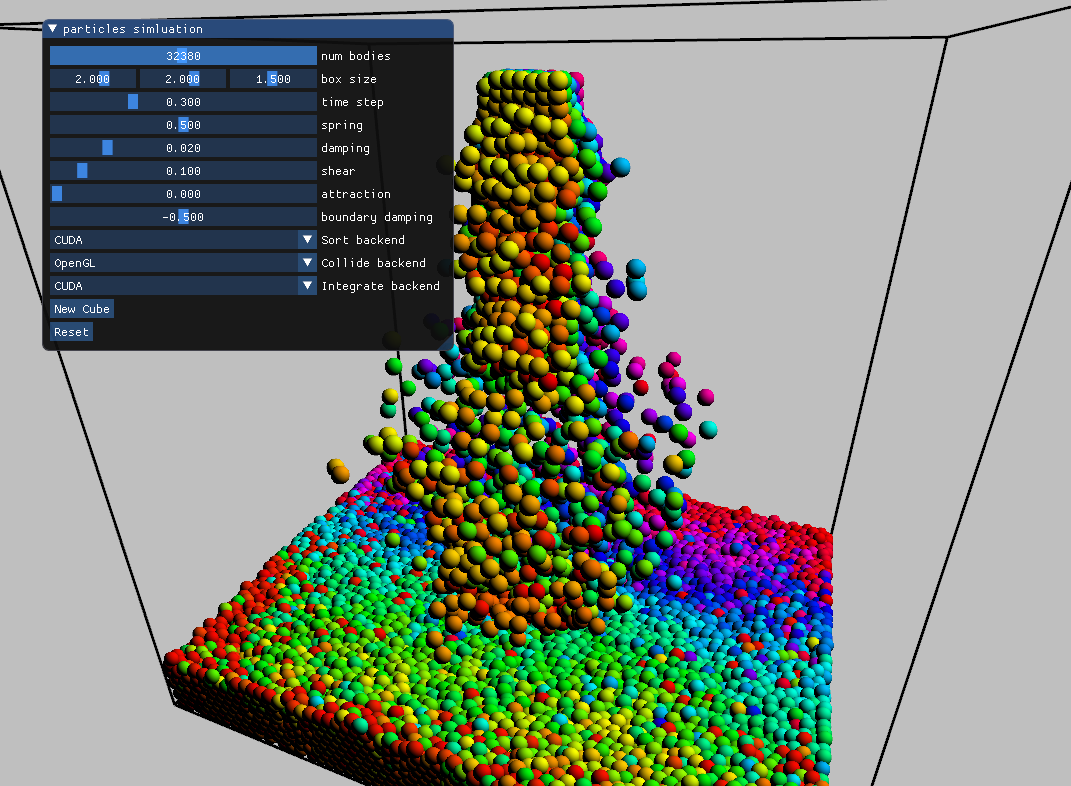 particles simluation
32380 num bodies
2.000 2.000 1.500 box size
0.300 time step
0.500 spring
0.020 damping
0.100 shear
0.000 attraction
-0.500 boundary damping
CUDA Sort backend
OpenGL Collide backend
CUDA Integrate backend
New Cube
Reset